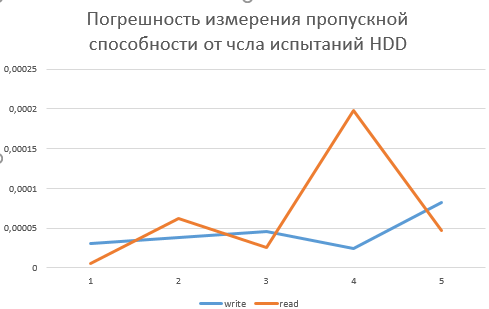 Погрешность измерения пропускной
способности от чсла испытаний HDD
0,00025
0,0002
0,00015
0,0001
0,00005
0
1 2 3 4 5
write read